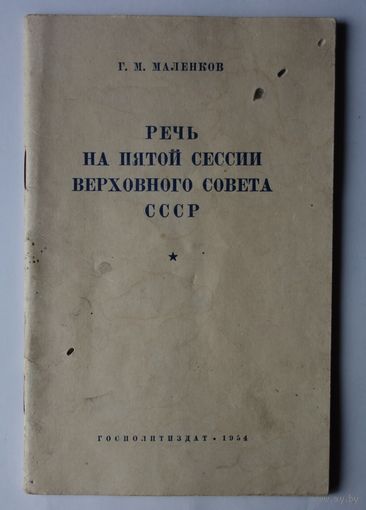 Г. М. МАЛЕНКОВ
РЕЧЬ
НА ПЯТОЙ СЕССИИ
ВЕРХОВНОГО СОВЕТА
СССР
ГОСПОЛИТИЗДАТ • 1954